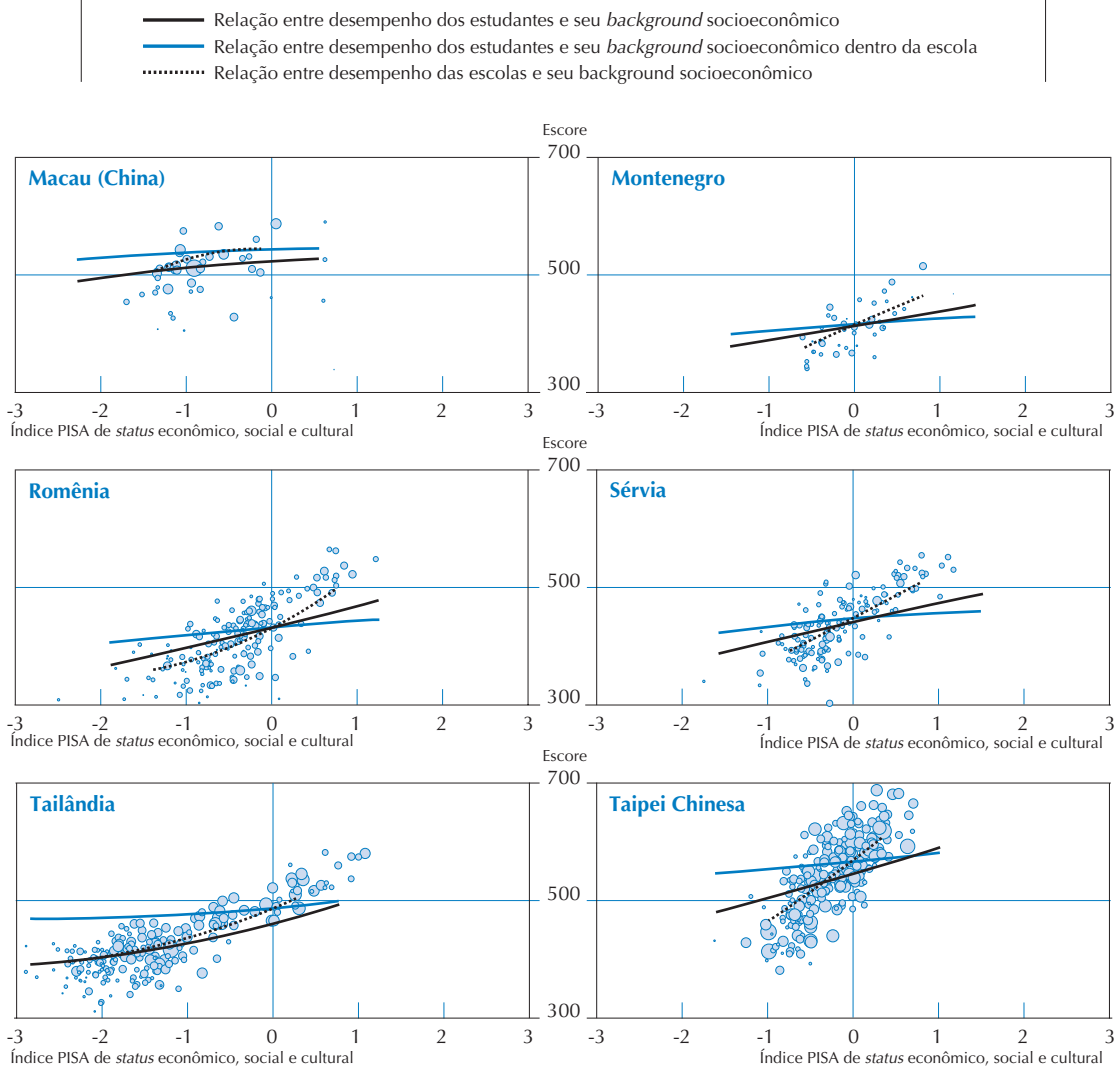 Relação entre desempenho dos estudantes e seu background socioeconômico
Relação entre desempenho dos estudantes e seu background socioeconômico dentro da escola
Relação entre desempenho das escolas e seu background socioeconômico
Escore
700
Macau (China)
Montenegro
500
300
-3 -2 -1 0 1 2 3
-3 -2 -1 0 1 2 3
Índice PISA de status econômico, social e cultural
Índice PISA de status econômico, social e cultural
Escore
700
Romênia
Sérvia
500
300
-3 -2 -1 0 1 2 3
-3 -2 -1 0 1 2 3
Índice PISA de status econômico, social e cultural
Índice PISA de status econômico, social e cultural
Escore
700
Tailândia
Taipei Chinesa
500
300
-3 -2 -1 0 1 2 3
-3 -2 -1 0 1 2 3
Índice PISA de status econômico, social e cultural
Índice PISA de status econômico, social e cultural